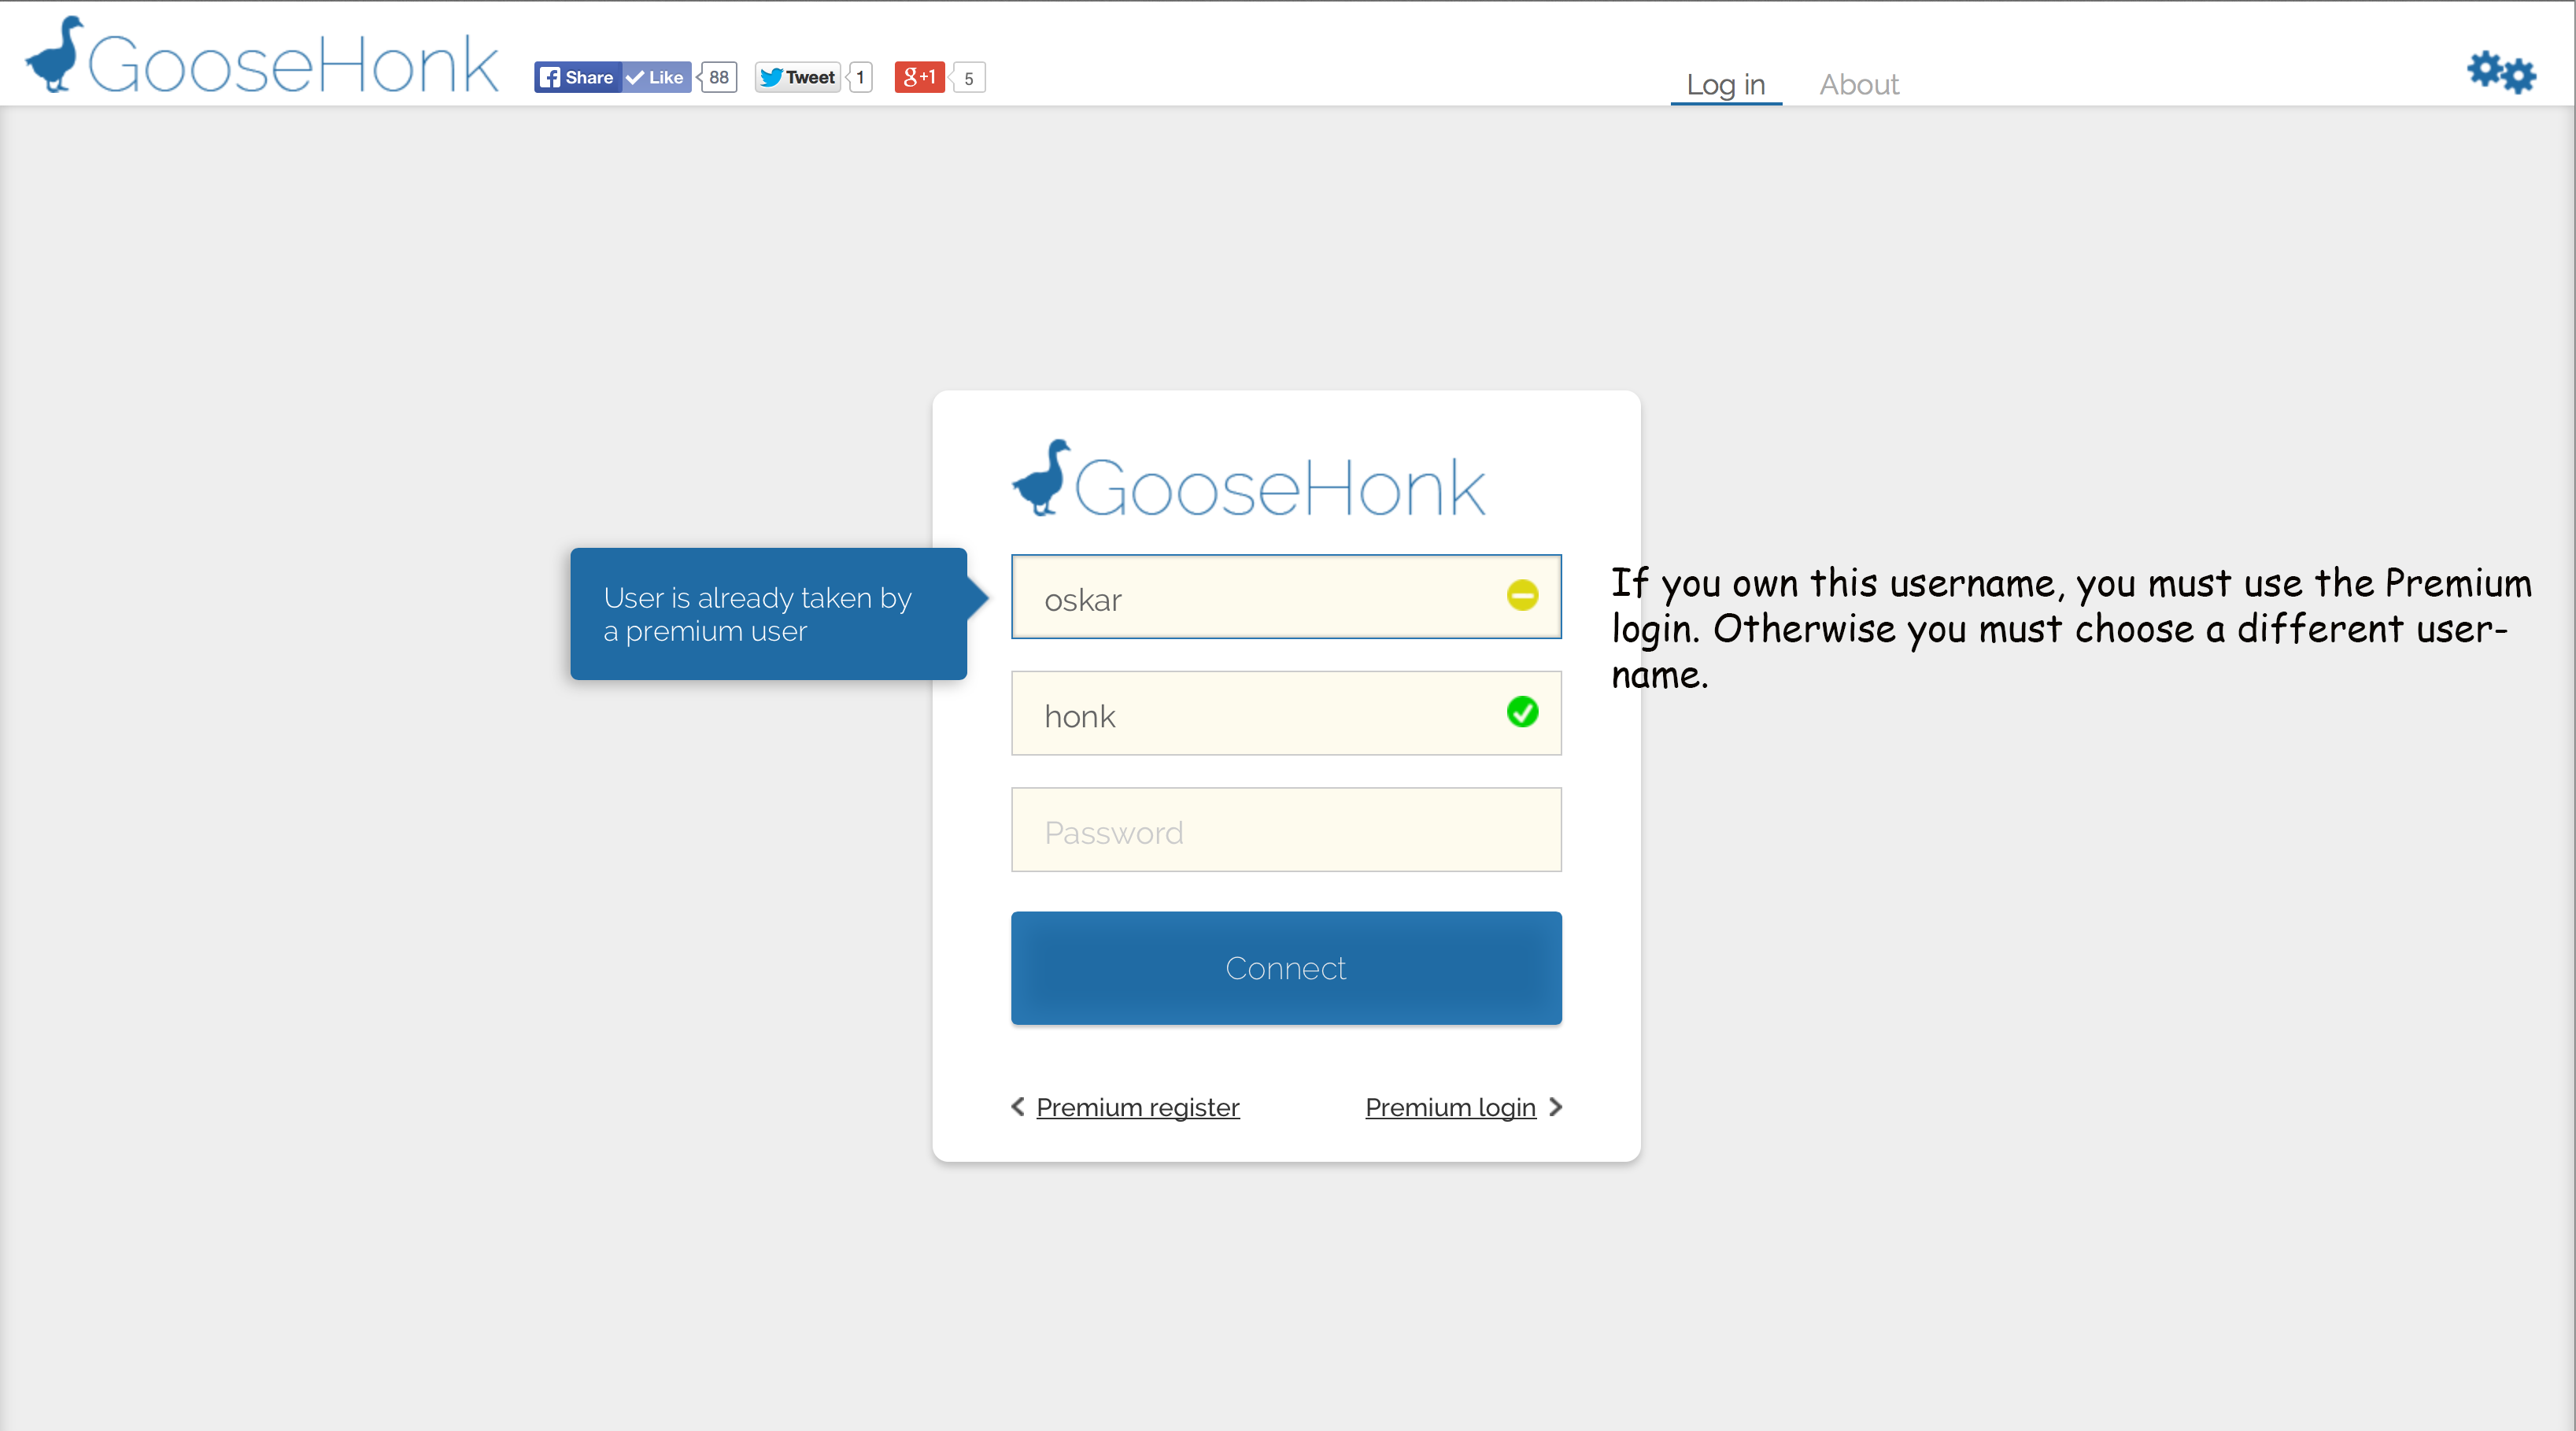 GooseHonk
Share Like 88 Tweet 1 g+1 5
Log in About
GooseHonk
User is already taken by
a premium user
oskar
If you own this username, you must use the Premium
login. Otherwise you must choose a different user-
name.
honk
Password
Connect
Premium register
Premium login